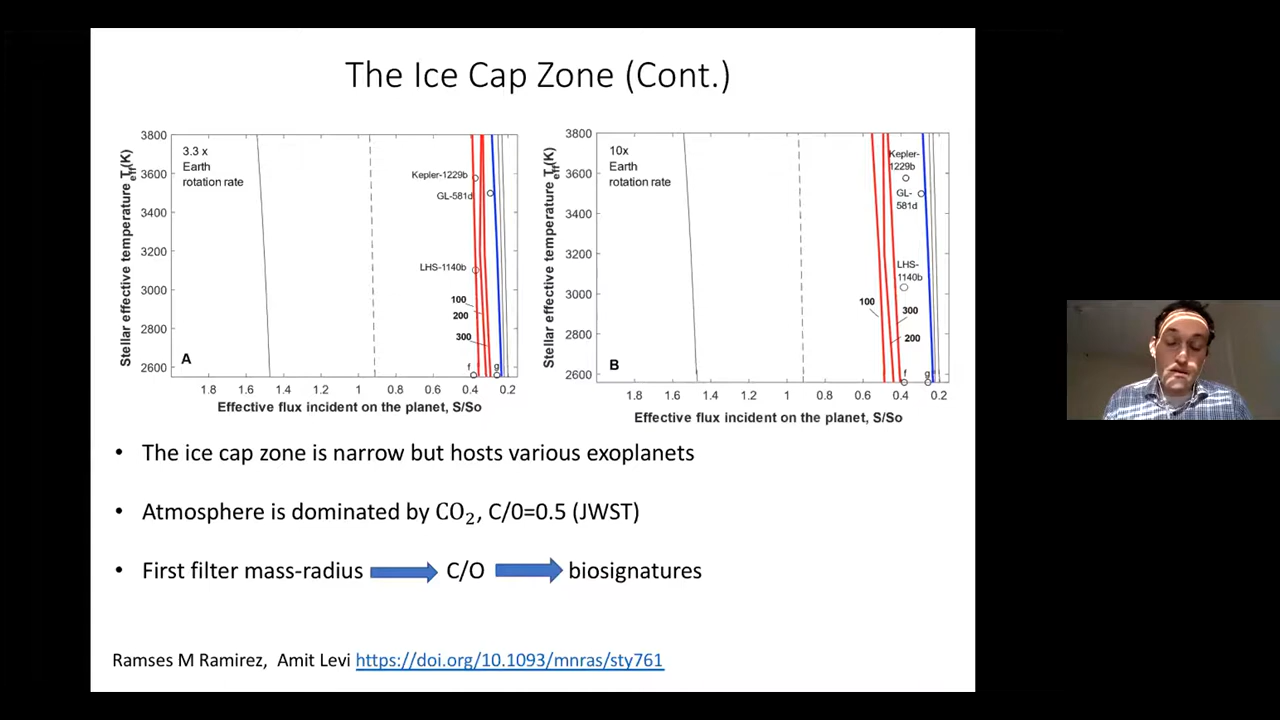 The Ice Cap Zone (Cont.)
3800
3600
3400
3200
3000
2800
2600
Stellar effective temperature T_eff(K)
3.3 x
Earth
rotation rate
Kepler-1229b
GL-581d
LHS-1140b
100
200
300
A
f
g
1.8 1.6 1.4 1.2 1 0.8 0.6 0.4 0.2
Effective flux incident on the planet, S/So
3800
3600
3400
3200
3000
2800
2600
Stellar effective temperature T_eff(K)
10x
Earth
rotation rate
Kepler-
1229b
GL-
581d
LHS-
1140b
100
300
200
B
f
g
1.8 1.6 1.4 1.2 1 0.8 0.6 0.4 0.2
Effective flux incident on the planet, S/So
• The ice cap zone is narrow but hosts various exoplanets
• Atmosphere is dominated by CO₂, C/0=0.5 (JWST)
• First filter mass-radius C/O biosignatures
Ramses M Ramirez, Amit Levi https://doi.org/10.1093/mnras/sty761